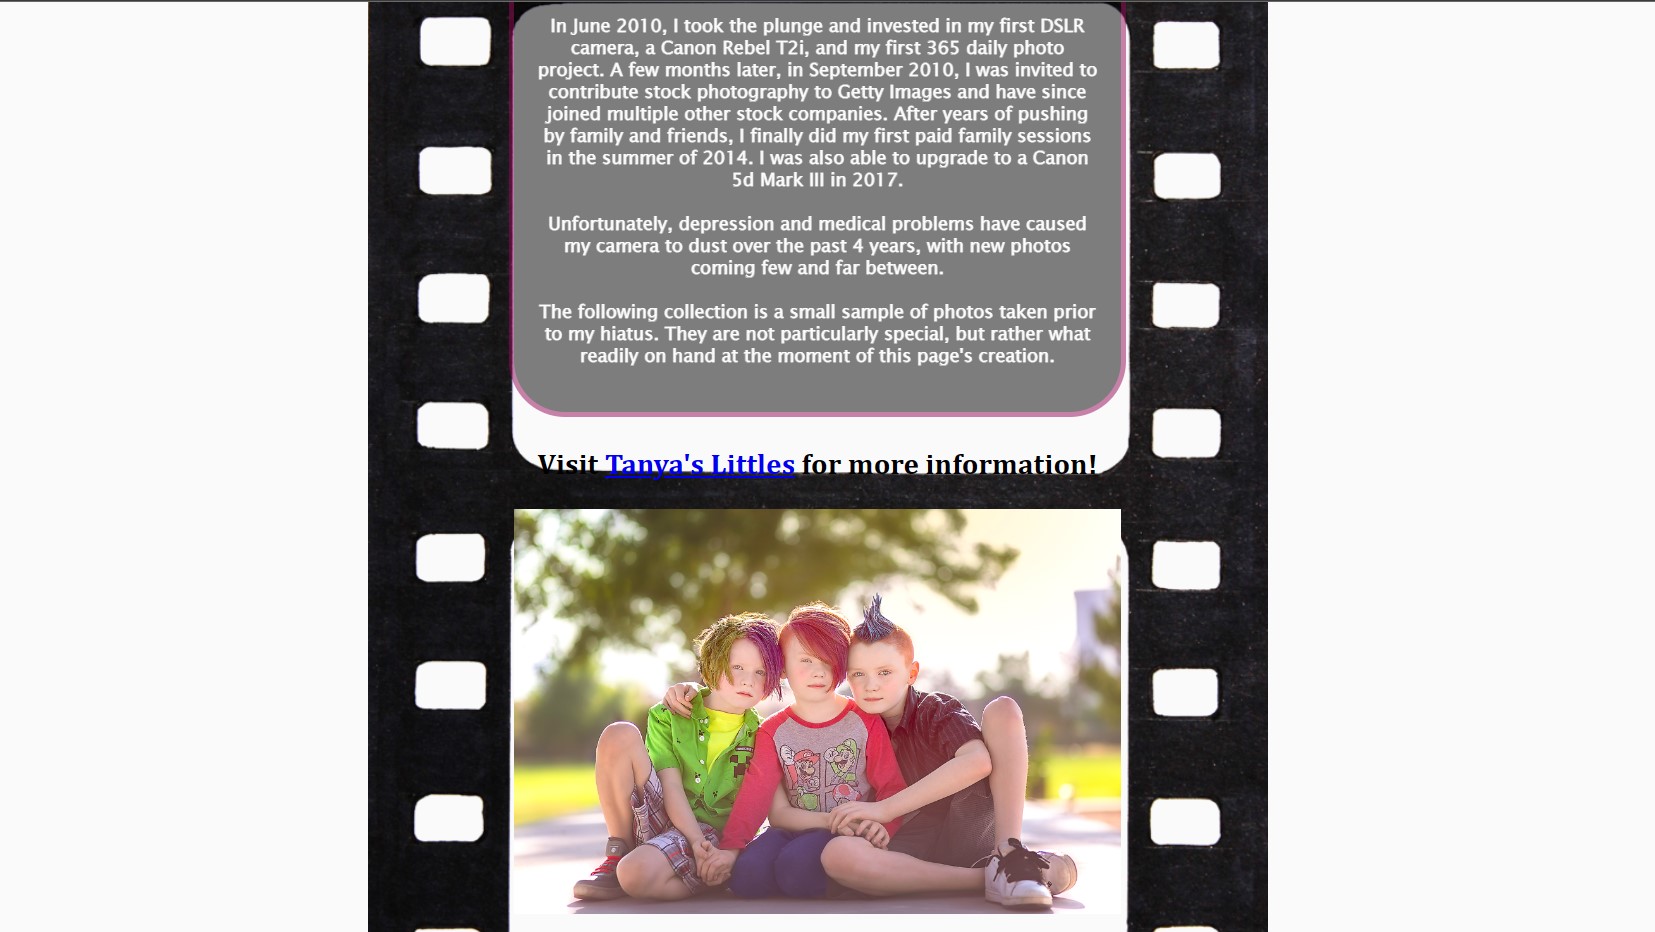 In June 2010, I took the plunge and invested in my first DSLR
camera, a Canon Rebel T2i, and my first 365 daily photo
project. A few months later, in September 2010, I was invited to
contribute stock photography to Getty Images and have since
joined multiple other stock companies. After years of pushing
by family and friends, I finally did my first paid family sessions
in the summer of 2014. I was also able to upgrade to a Canon
5d Mark III in 2017.
Unfortunately, depression and medical problems have caused
my camera to dust over the past 4 years, with new photos
coming few and far between.
The following collection is a small sample of photos taken prior
to my hiatus. They are not particularly special, but rather what
readily on hand at the moment of this page's creation.
Visit Tanya's Littles for more information!